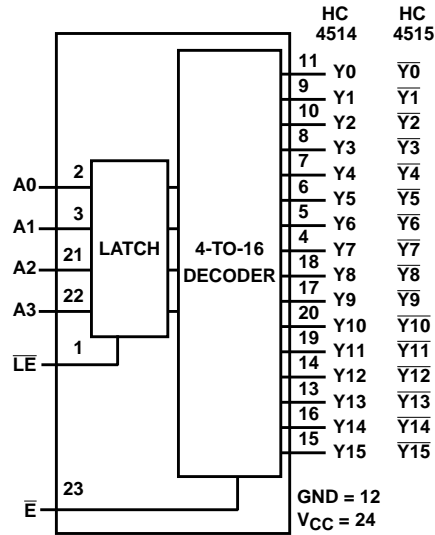 HC HC
4514 4515
11 Y0 Y̅0̅
9 Y1 Y̅1̅
10 Y2 Y̅2̅
8 Y3 Y̅3̅
7 Y4 Y̅4̅
6 Y5 Y̅5̅
5 Y6 Y̅6̅
4 Y7 Y̅7̅
18 Y8 Y̅8̅
17 Y9 Y̅9̅
20 Y10 Y̅1̅0̅
19 Y11 Y̅1̅1̅
14 Y12 Y̅1̅2̅
13 Y13 Y̅1̅3̅
16 Y14 Y̅1̅4̅
15 Y15 Y̅1̅5̅
A0 2
A1 3
A2 21
A3 22
L̅E̅ 1
E̅ 23
LATCH
4-TO-16
DECODER
GND = 12
VCC = 24